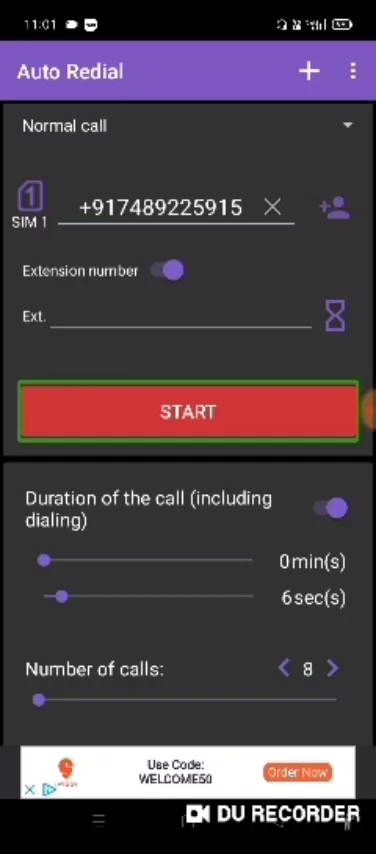 11:01
Auto Redial
Normal call
1
SIM 1
+917489225915
Extension number
Ext.
START
Duration of the call (including
dialing)
0min(s)
6sec(s)
Number of calls:
8
Use Code:
WELCOME50
Order Now
DU RECORDER